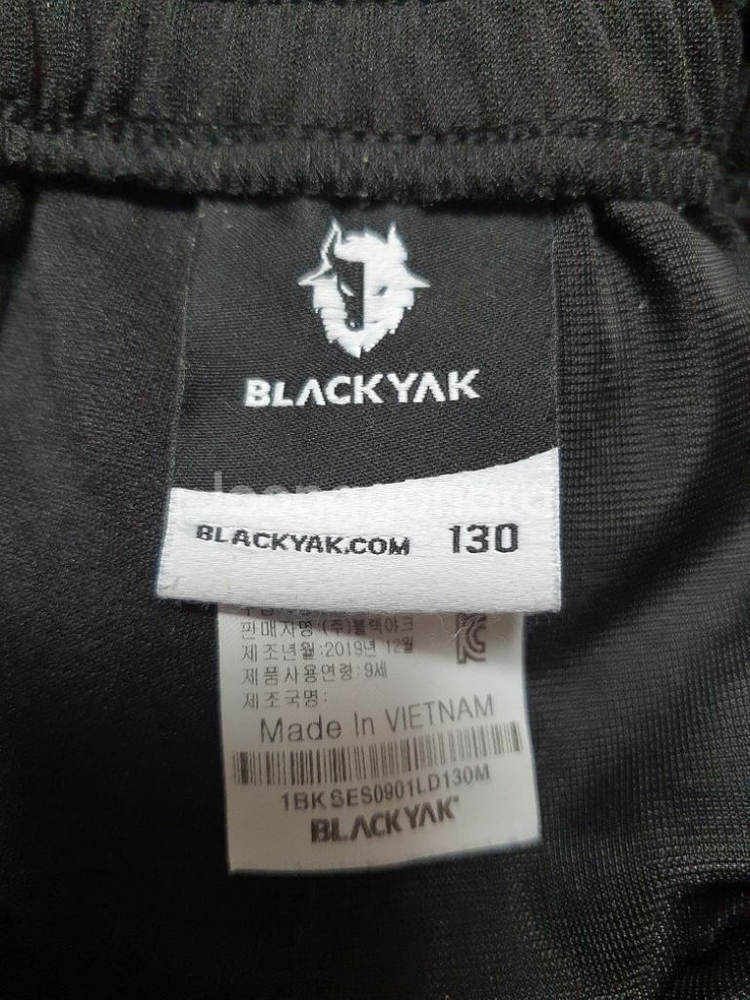 BLACKYAK
BLACKYAK.COM 130
판매자명:(주)블랙야크
제조년월:2019년 12월
제품사용연령:9세
제조국명:
Made In VIETNAM
1BKSES0901LD130M
BLACKYAK